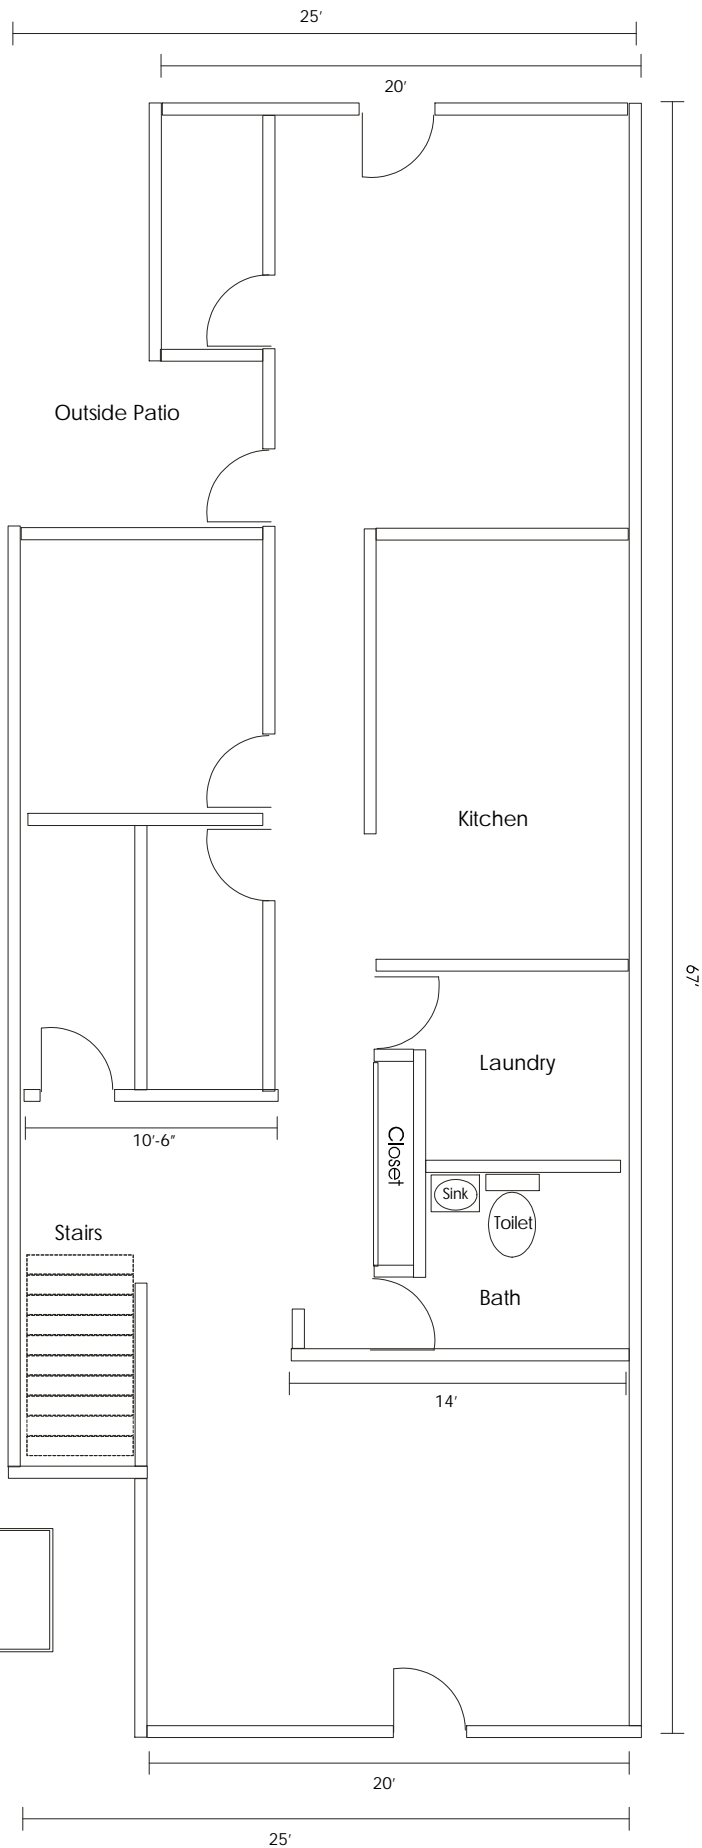 25′
20′
Outside Patio
Kitchen
67′
Laundry
10′-6″
Closet
Sink
Toilet
Stairs
Bath
14′
20′
25′